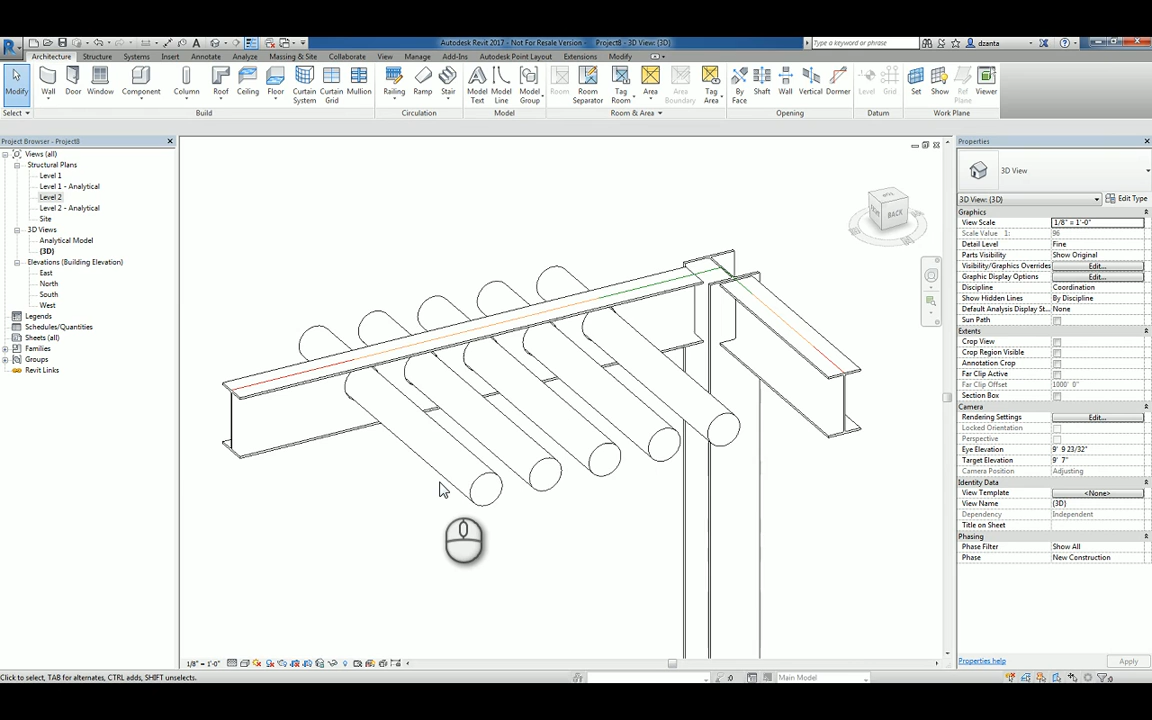 Autodesk Revit 2017 - Not For Resale Version - Project8 - 3D View: {3D}
Type a keyword or phrase
dzanta
Architecture Structure Systems Insert Annotate Analyze Massing & Site Collaborate View Manage Add-Ins Autodesk Point Layout Extensions Modify
Modify Wall Door Window Component Column Roof Ceiling Floor Curtain System Curtain Grid Mullion Railing Ramp Stair Model Text Model Line Model Group Room Room Separator Tag Room Area Area Boundary Tag Area By Face Shaft Wall Vertical Dormer Level Grid Set Show Ref Plane Viewer
Select Build Circulation Model Room & Area Opening Datum Work Plane
Project Browser - Project8
Views (all)
Structural Plans
Level 1
Level 1 - Analytical
Level 2
Level 2 - Analytical
Site
3D Views
Analytical Model
{3D}
Elevations (Building Elevation)
East
North
South
West
Legends
Schedules/Quantities
Sheets (all)
Families
Groups
Revit Links
BACK
Properties
3D View
3D View: {3D} Edit Type
Graphics
View Scale 1/8" = 1'-0"
Scale Value 1: 96
Detail Level Fine
Parts Visibility Show Original
Visibility/Graphics Overrides Edit...
Graphic Display Options Edit...
Discipline Coordination
Show Hidden Lines By Discipline
Default Analysis Display St... None
Sun Path
Extents
Crop View
Crop Region Visible
Annotation Crop
Far Clip Active
Far Clip Offset 1000' 0"
Section Box
Camera
Rendering Settings Edit...
Locked Orientation
Perspective
Eye Elevation 9' 9 23/32"
Target Elevation 9' 7"
Camera Position Adjusting
Identity Data
View Template <None>
View Name {3D}
Dependency Independent
Title on Sheet
Phasing
Phase Filter Show All
Phase New Construction
Properties help Apply
1/8" = 1'-0"
Click to select, TAB for alternates, CTRL adds, SHIFT unselects.
:0 Main Model :0